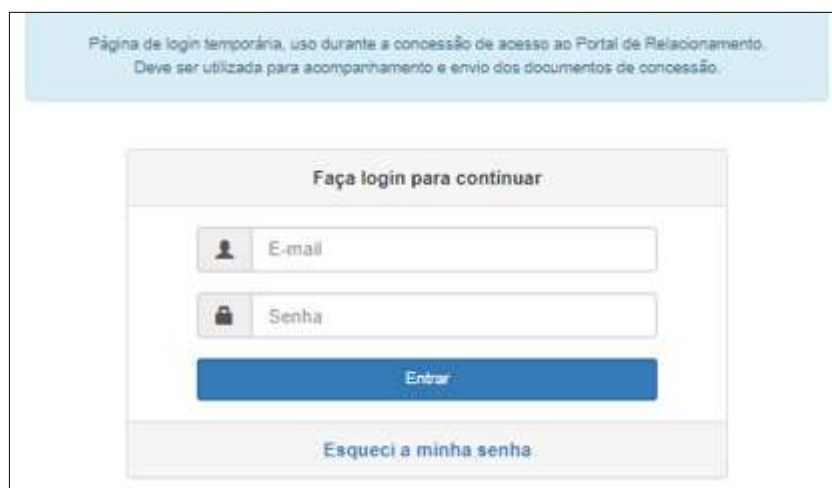 Página de login temporária, uso durante a concessão de acesso ao Portal de Relacionamento.
Deve ser utilizada para acompanhamento e envio dos documentos de concessão.
Faça login para continuar
E-mail
Senha
Entrar
Esqueci a minha senha